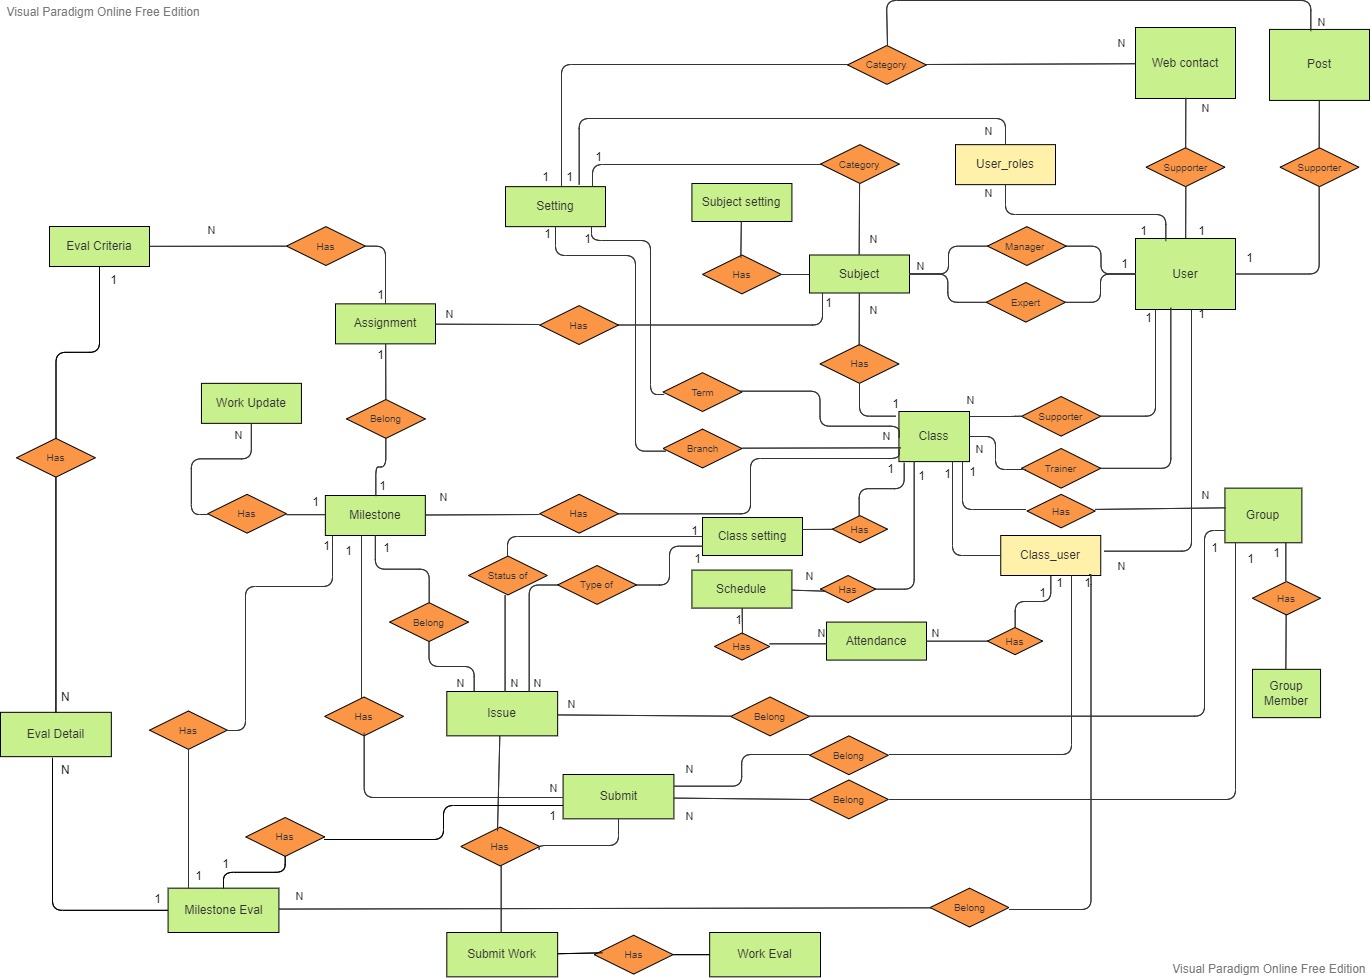 Visual Paradigm Online Free Edition
N
N
Web contact
Post
Category
N
N
User_roles
N
1
Category
Supporter
Supporter
1
1
Setting
Subject setting
1
1
1
1
N
Eval Criteria
Has
N
Manager
1
1
Has
Subject
N
1
User
1
Expert
1
1
Assignment
N
Has
1
N
1
1
1
Has
Term
Work Update
Belong
1
N
Supporter
N
Class
N
Branch
N
Trainer
Has
1
1
1
1
1
Milestone
N
Has
1
Has
Has
N
Group
Class setting
1
Has
1
1
1
1
Status of
Type of
1
Class_user
N
1
1
1
Schedule
N
Has
1
1
1
Has
Belong
1
N
Attendance
N
Has
Has
N
N
N
Group
Member
N
Issue
N
Belong
Has
Has
Eval Detail
N
N
Belong
N
Submit
Belong
1
N
Has
Has
1
1
1
Milestone Eval
N
Belong
Submit Work
Has
Work Eval
Visual Paradigm Online Free Edition